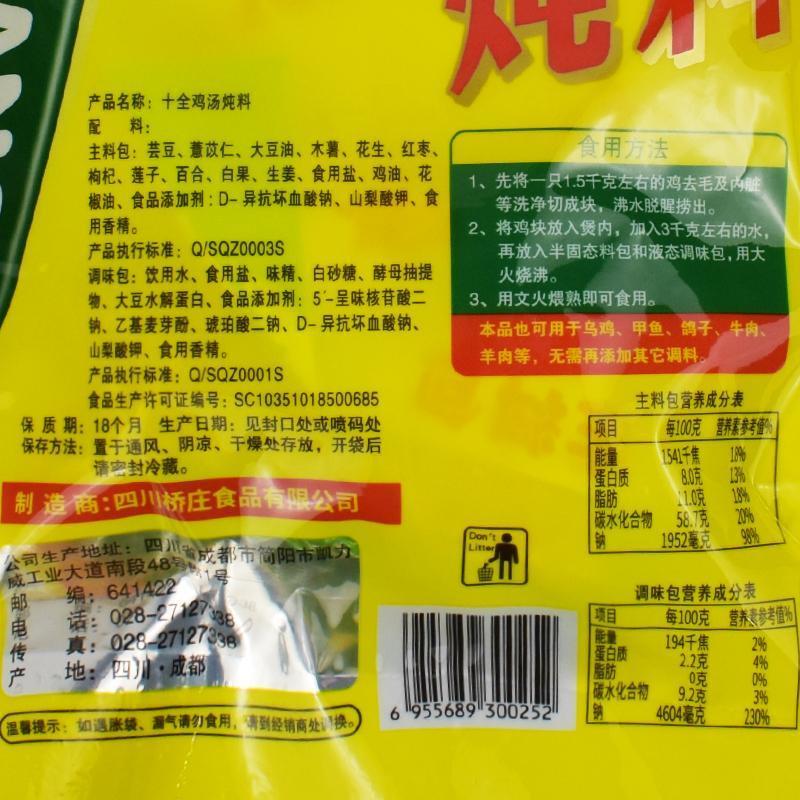 炖料
产品名称：十全鸡汤炖料
配　料：
主料包：芸豆、薏苡仁、大豆油、木薯、花生、红枣、
枸杞、莲子、百合、白果、生姜、食用盐、鸡油、花
椒油、食品添加剂：D-异抗坏血酸钠、山梨酸钾、食
用香精。
产品执行标准：Q/SQZ0003S
调味包：饮用水、食用盐、味精、白砂糖、酵母抽提
物、大豆水解蛋白、食品添加剂：5′-呈味核苷酸二
钠、乙基麦芽酚、琥珀酸二钠、D-异抗坏血酸钠、
山梨酸钾、食用香精。
产品执行标准：Q/SQZ0001S
食品生产许可证编号：SC10351018500685
保 质 期：18个月　生产日期：见封口处或喷码处
保存方法：置于通风、阴凉、干燥处存放，开袋后
请密封冷藏。
制 造 商：四川桥庄食品有限公司
公司生产地址：四川省成都市简阳市凯力
威工业大道南段48号 1号
邮　编：641422
电　话：028-27127338
传　真：028-27127338
产　地：四川·成都
温馨提示：如遇胀袋、漏气请勿食用，请到经销商处调换。
食用方法
1、先将一只1.5千克左右的鸡去毛及内脏
等洗净切成块，沸水脱腥捞出。
2、将鸡块放入煲内，加入3千克左右的水，
再放入半固态料包和液态调味包，用大
火烧沸。
3、用文火煨熟即可食用。
本品也可用于乌鸡、甲鱼、鸽子、牛肉、
羊肉等，无需再添加其它调料。
主料包营养成分表
项目　每100克　营养素参考值%
能量　1541千焦　18%
蛋白质　8.0克　13%
脂肪　11.0克　18%
碳水化合物　58.7克　20%
钠　1952毫克　98%
Don't
Litter
调味包营养成分表
项目　每100克　营养素参考值%
能量　194千焦　2%
蛋白质　2.2克　4%
脂肪　0克　0%
碳水化合物　9.2克　3%
钠　4604毫克　230%
6 955689 300252